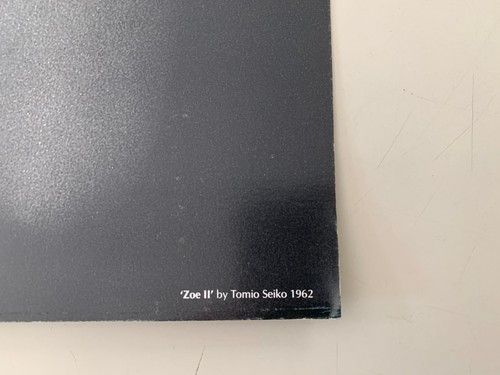 ‘Zoe II’ by Tomio Seiko 1962